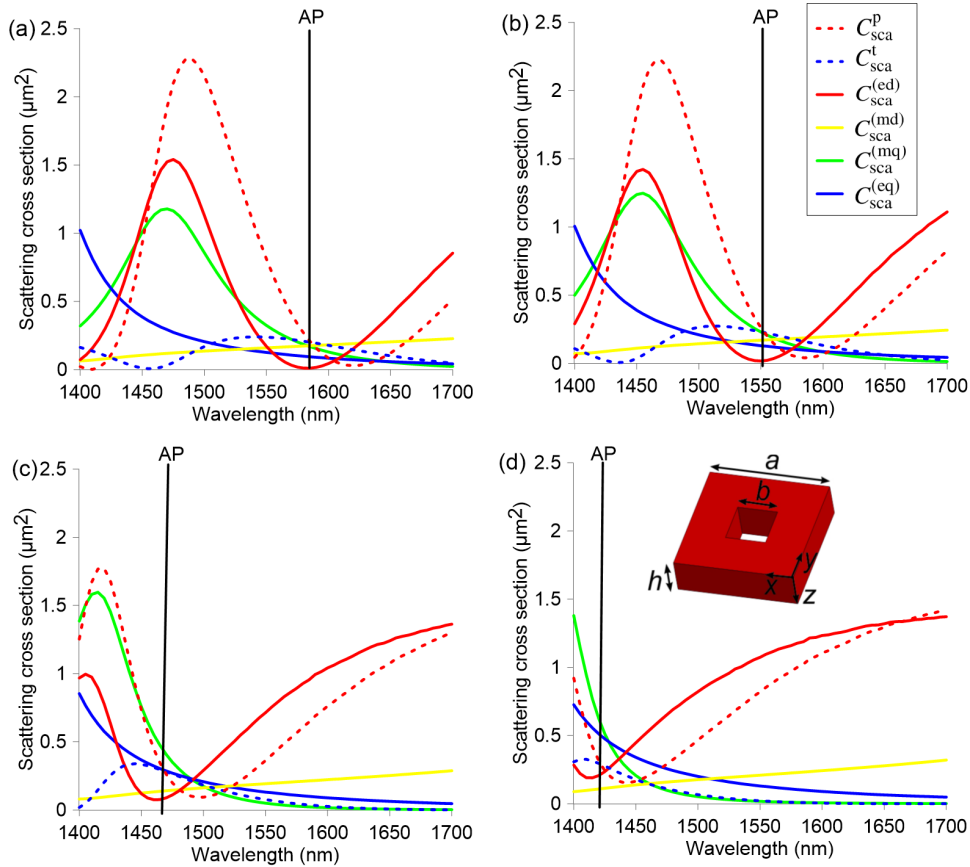 (a) AP
Scattering cross section (μm²)
2.5
2
1.5
1
0.5
0
1400 1450 1500 1550 1600 1650 1700
Wavelength (nm)
(b) AP
Scattering cross section (μm²)
2.5
2
1.5
1
0.5
0
1400 1450 1500 1550 1600 1650 1700
Wavelength (nm)
C^p_sca
C^t_sca
C^(ed)_sca
C^(md)_sca
C^(mq)_sca
C^(eq)_sca
(c) AP
Scattering cross section (μm²)
2.5
2
1.5
1
0.5
0
1400 1450 1500 1550 1600 1650 1700
Wavelength (nm)
(d) AP
Scattering cross section (μm²)
2.5
2
1.5
1
0.5
0
1400 1450 1500 1550 1600 1650 1700
Wavelength (nm)
a
b
h
y
x
z